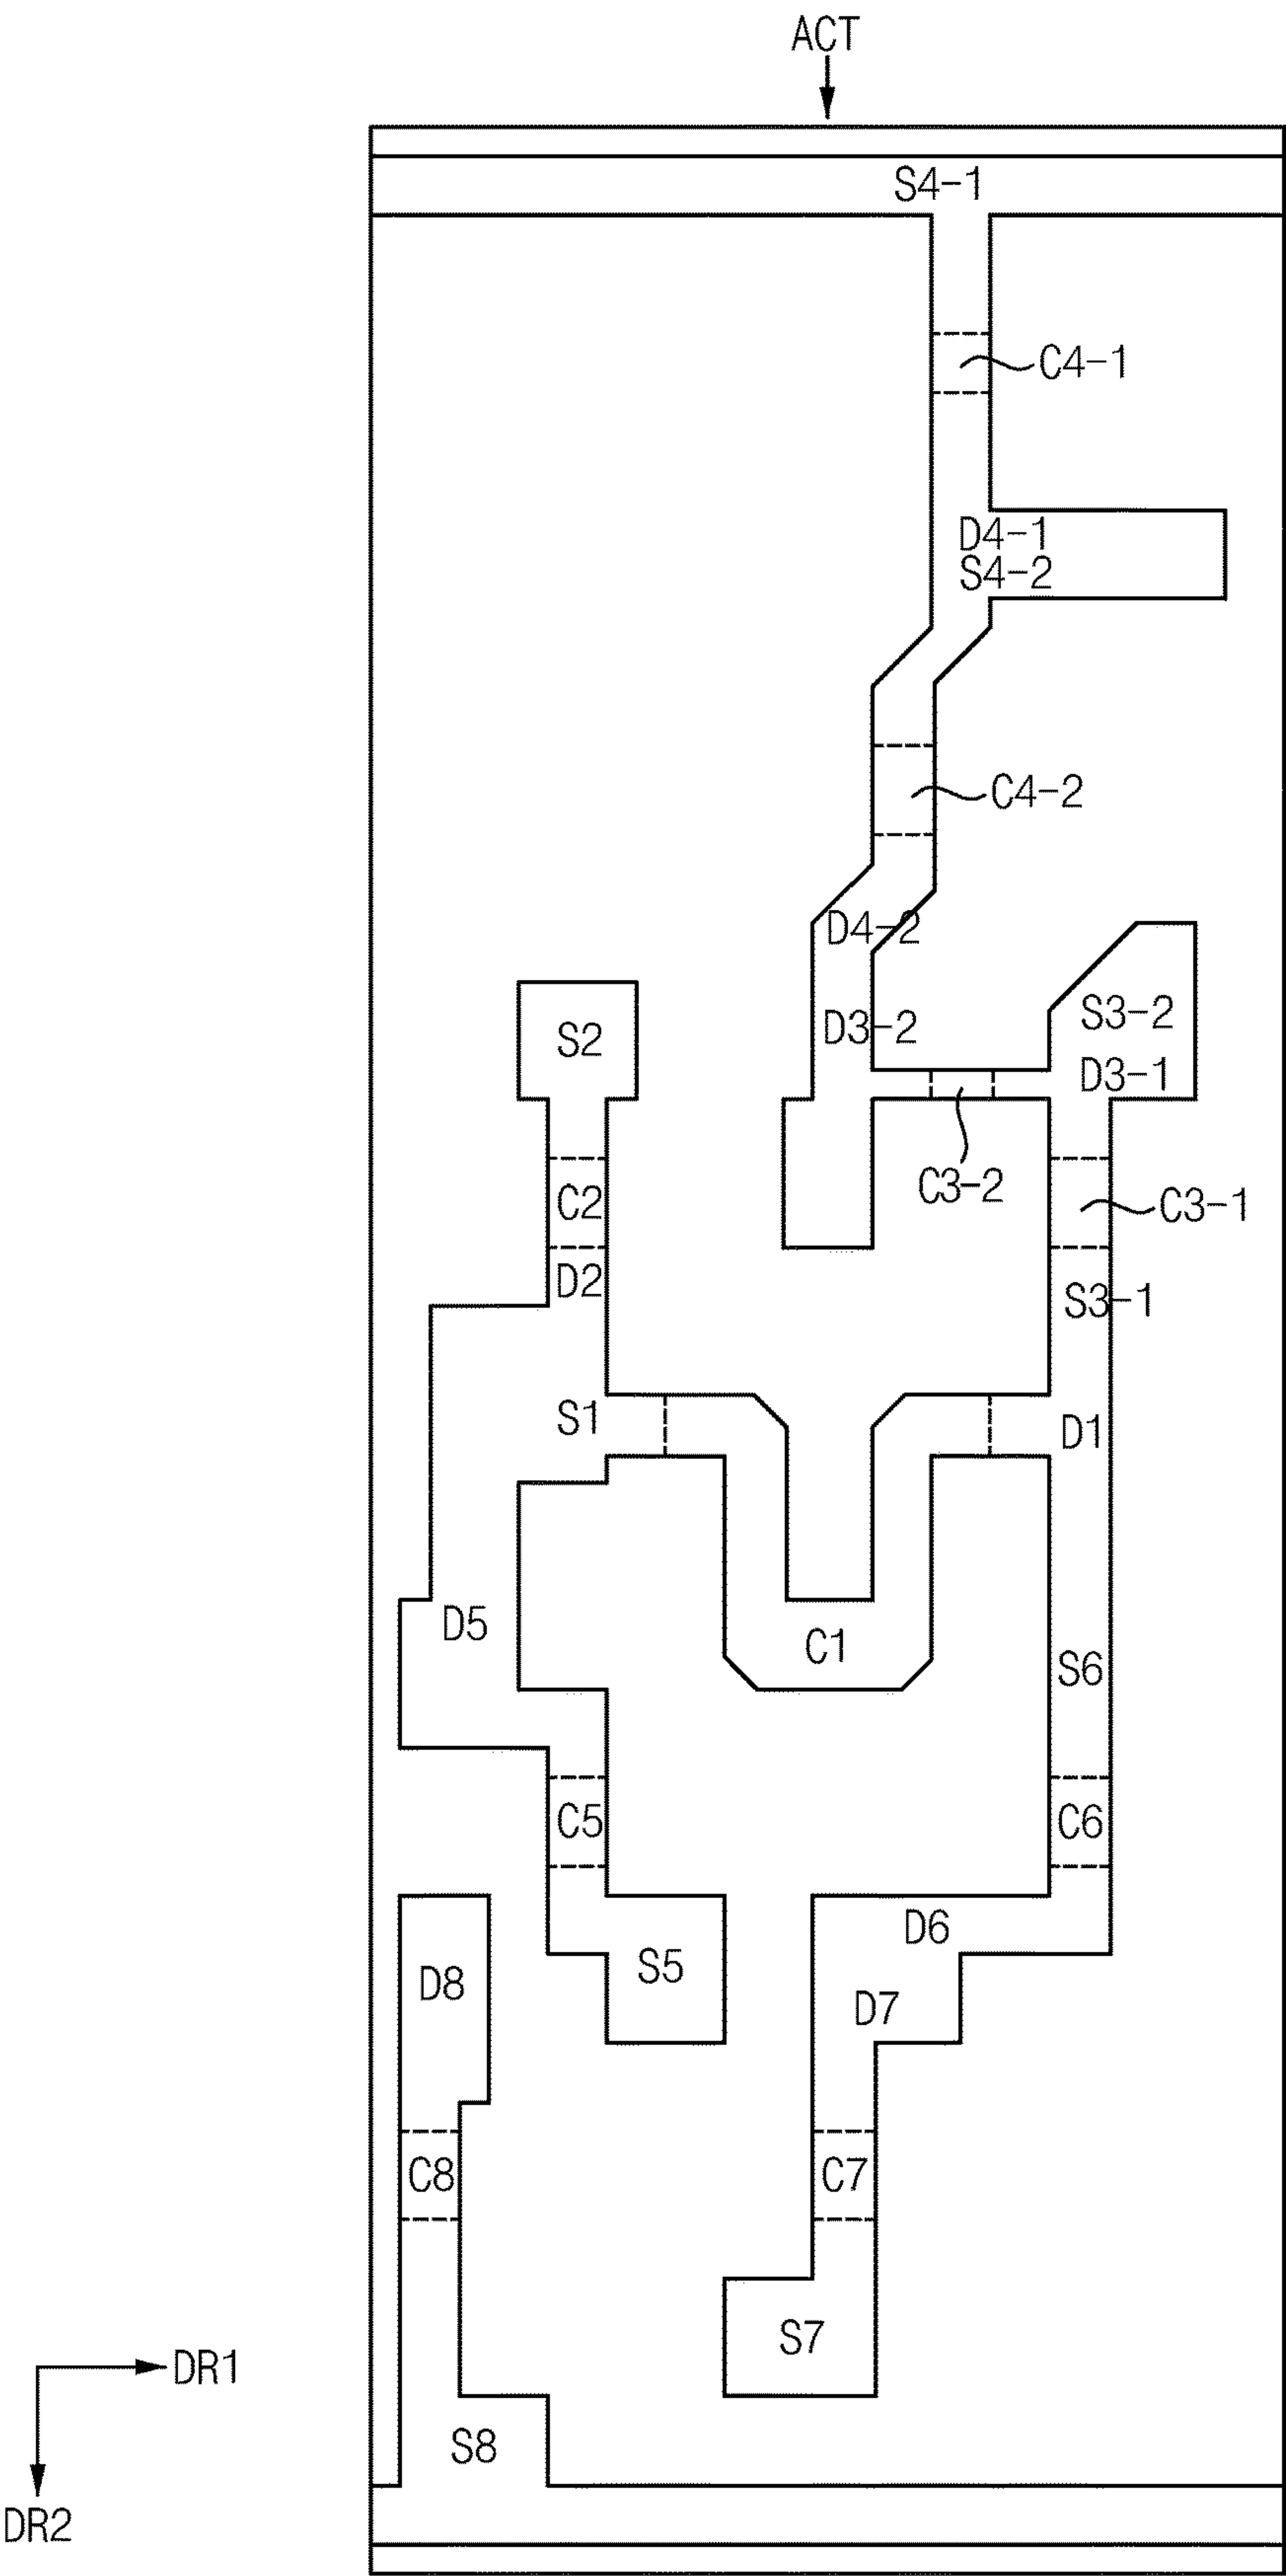 ACT
S4-1
C4-1
D4-1
S4-2
C4-2
D4-2
S3-2
D3-2
S2
D3-1
C3-2
C2
C3-1
D2
S3-1
S1
D1
D5
C1
S6
C5
C6
D6
S5
D8
D7
C8
C7
S7
DR1
S8
DR2